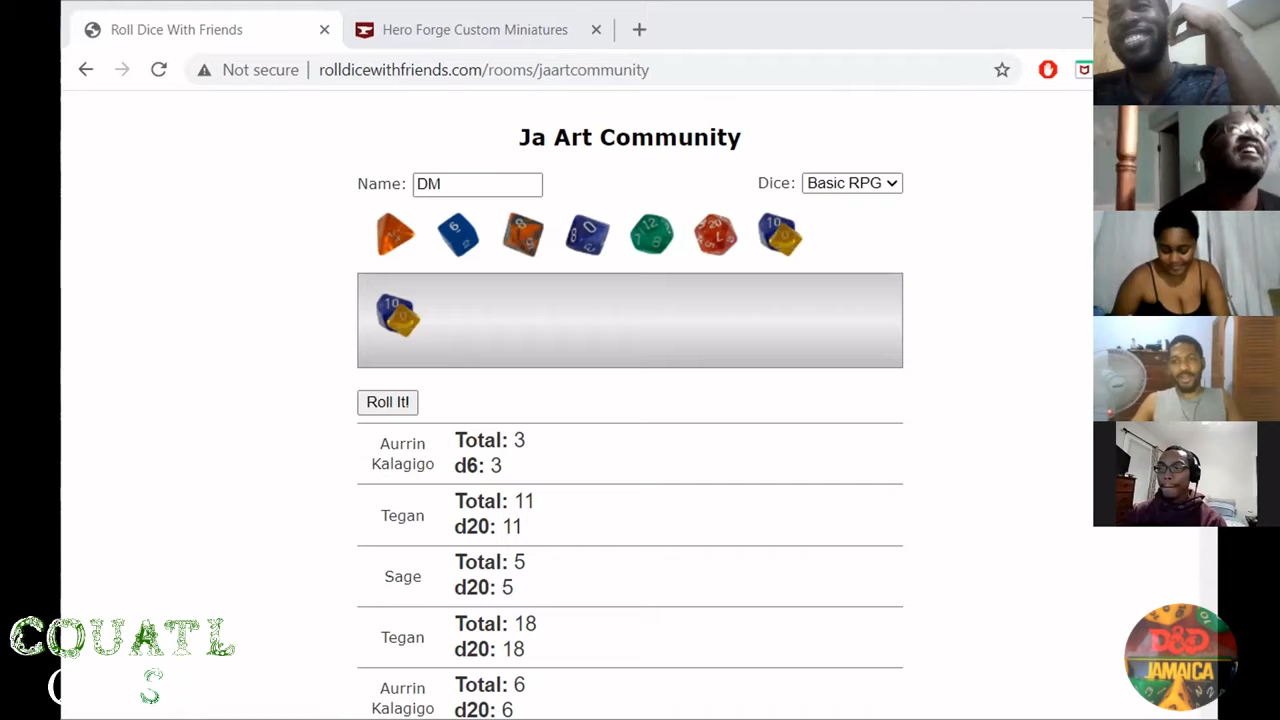 Roll Dice With Friends
Hero Forge Custom Miniatures
Not secure
rolldicewithfriends.com/rooms/jaartcommunity
Ja Art Community
Name: DM
Dice: Basic RPG
Roll It!
Aurrin Kalagigo
Total: 3
d6: 3
Tegan
Total: 11
d20: 11
Sage
Total: 5
d20: 5
Tegan
Total: 18
d20: 18
Aurrin Kalagigo
Total: 6
d20: 6
COUATL
S
D&D
JAMAICA